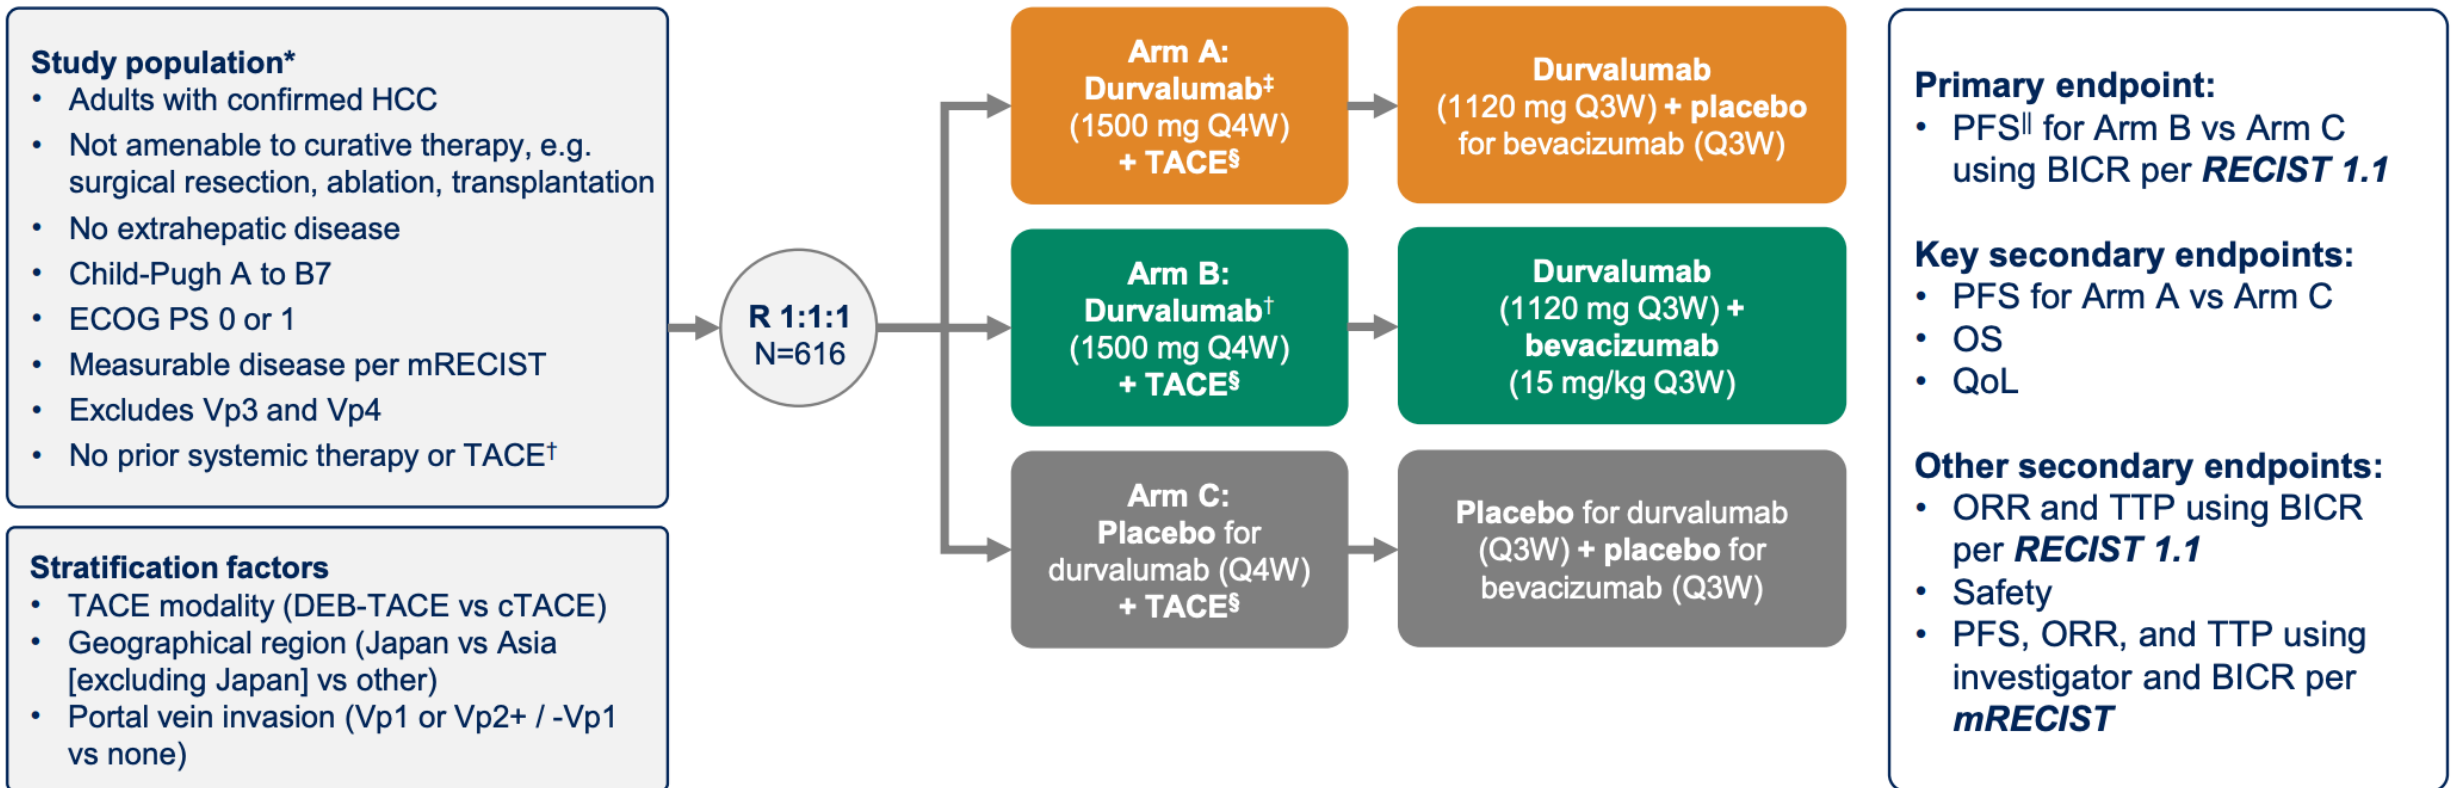 Study population*
• Adults with confirmed HCC
• Not amenable to curative therapy, e.g.
surgical resection, ablation, transplantation
• No extrahepatic disease
• Child-Pugh A to B7
• ECOG PS 0 or 1
• Measurable disease per mRECIST
• Excludes Vp3 and Vp4
• No prior systemic therapy or TACE†
Stratification factors
• TACE modality (DEB-TACE vs cTACE)
• Geographical region (Japan vs Asia
[excluding Japan] vs other)
• Portal vein invasion (Vp1 or Vp2+ / -Vp1
vs none)
R 1:1:1
N=616
Arm A:
Durvalumab‡
(1500 mg Q4W)
+ TACE§
Durvalumab
(1120 mg Q3W) + placebo
for bevacizumab (Q3W)
Arm B:
Durvalumab†
(1500 mg Q4W)
+ TACE§
Durvalumab
(1120 mg Q3W) +
bevacizumab
(15 mg/kg Q3W)
Arm C:
Placebo for
durvalumab (Q4W)
+ TACE§
Placebo for durvalumab
(Q3W) + placebo for
bevacizumab (Q3W)
Primary endpoint:
• PFS‖ for Arm B vs Arm C
using BICR per RECIST 1.1
Key secondary endpoints:
• PFS for Arm A vs Arm C
• OS
• QoL
Other secondary endpoints:
• ORR and TTP using BICR
per RECIST 1.1
• Safety
• PFS, ORR, and TTP using
investigator and BICR per
mRECIST